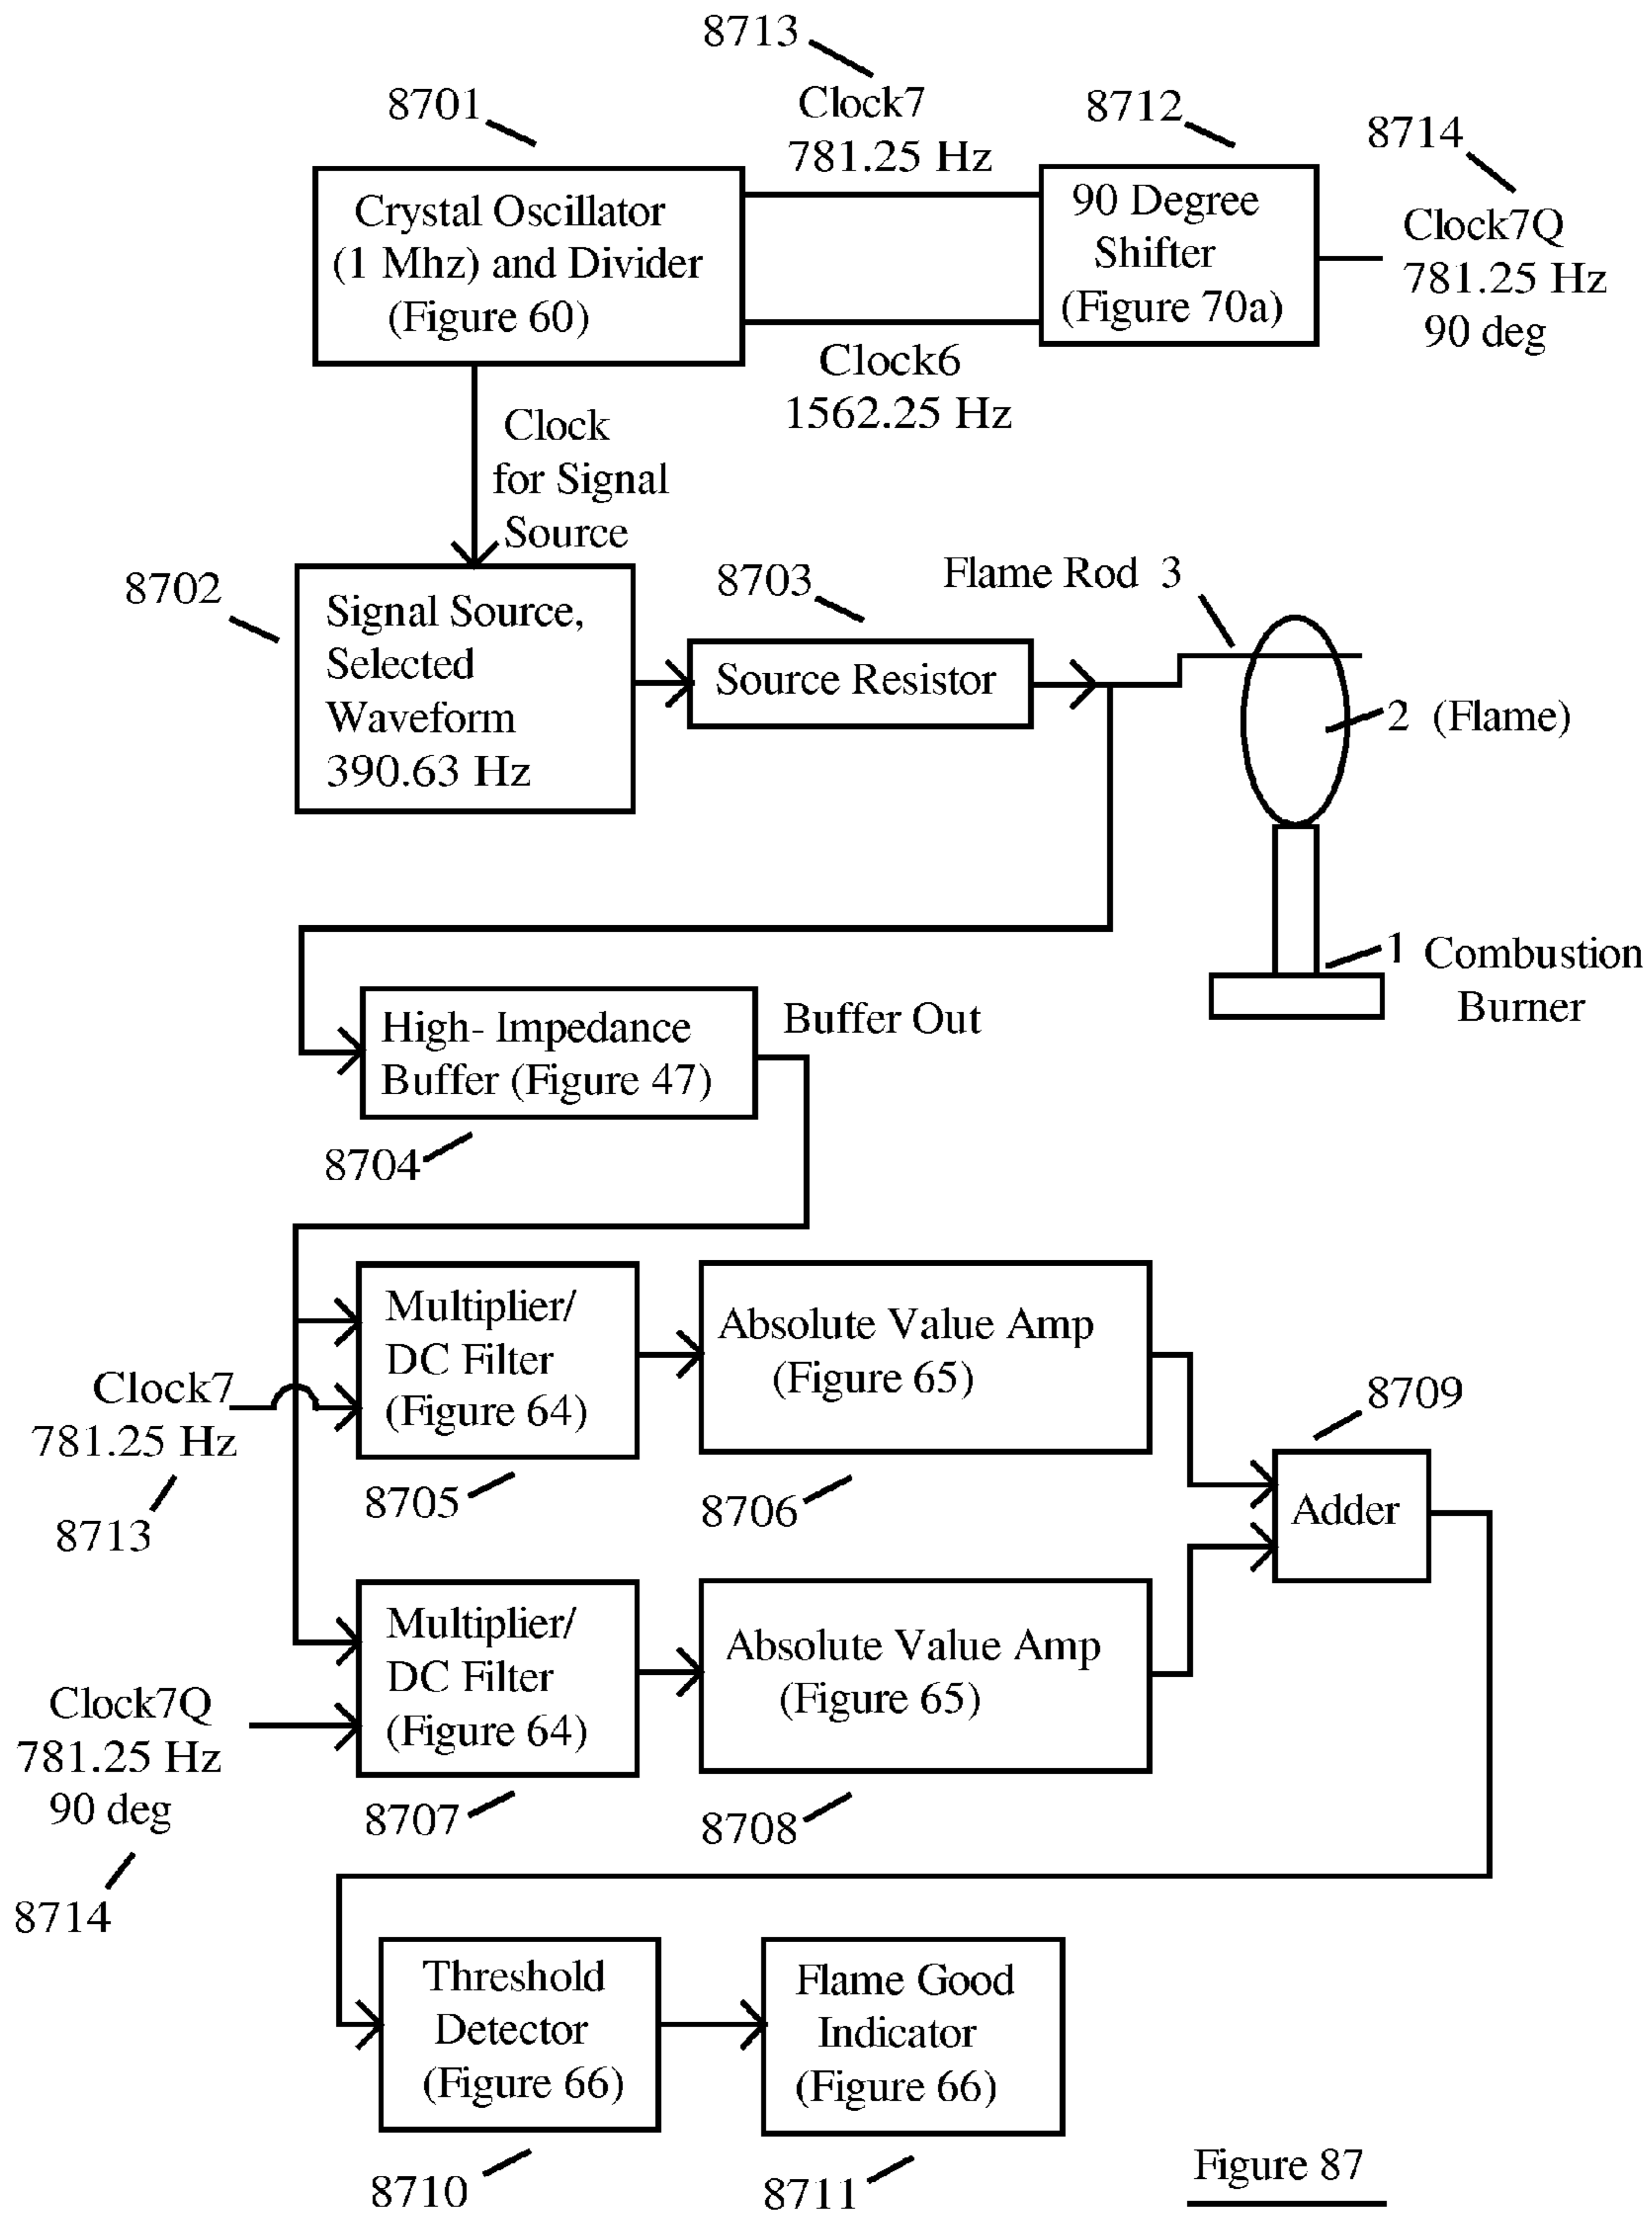 8713
8701
Clock7
781.25 Hz
8712
8714
Crystal Oscillator
(1 Mhz) and Divider
(Figure 60)
90 Degree
Shifter
(Figure 70a)
Clock7Q
781.25 Hz
90 deg
Clock6
1562.25 Hz
Clock
for Signal
Source
8702
Signal Source,
Selected
Waveform
390.63 Hz
8703
Source Resistor
Flame Rod 3
2 (Flame)
1 Combustion
Burner
High- Impedance
Buffer (Figure 47)
Buffer Out
8704
Multiplier/
DC Filter
(Figure 64)
Absolute Value Amp
(Figure 65)
Clock7
781.25 Hz
8713
8705
8706
8709
Adder
Multiplier/
DC Filter
(Figure 64)
Absolute Value Amp
(Figure 65)
Clock7Q
781.25 Hz
90 deg
8714
8707
8708
Threshold
Detector
(Figure 66)
Flame Good
Indicator
(Figure 66)
8710
8711
Figure 87